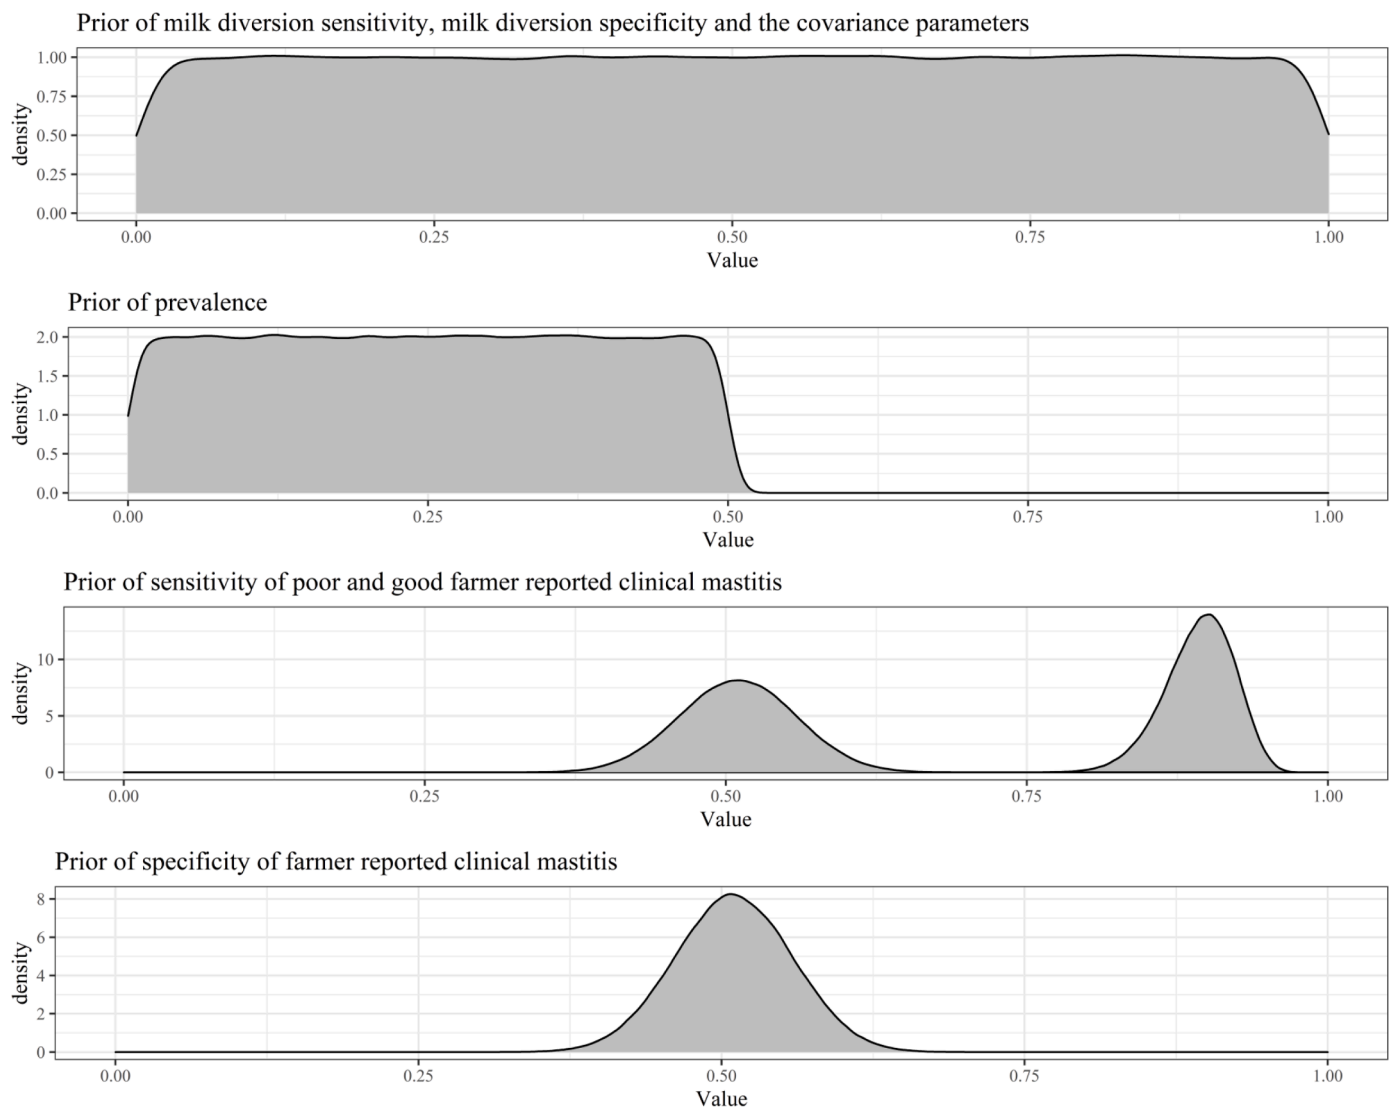 Prior of milk diversion sensitivity, milk diversion specificity and the covariance parameters
density
1.00
0.75
0.50
0.25
0.00
0.00 0.25 0.50 0.75 1.00
Value
Prior of prevalence
density
2.0
1.5
1.0
0.5
0.0
0.00 0.25 0.50 0.75 1.00
Value
Prior of sensitivity of poor and good farmer reported clinical mastitis
density
10
5
0
0.00 0.25 0.50 0.75 1.00
Value
Prior of specificity of farmer reported clinical mastitis
density
8
6
4
2
0
0.00 0.25 0.50 0.75 1.00
Value